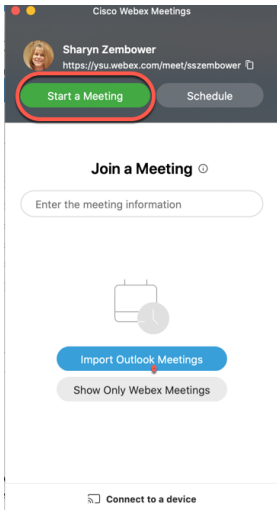 Cisco Webex Meetings
Sharyn Zembower
https://ysu.webex.com/meet/sszembower
Start a Meeting
Schedule
Join a Meeting
Enter the meeting information
Import Outlook Meetings
Show Only Webex Meetings
Connect to a device